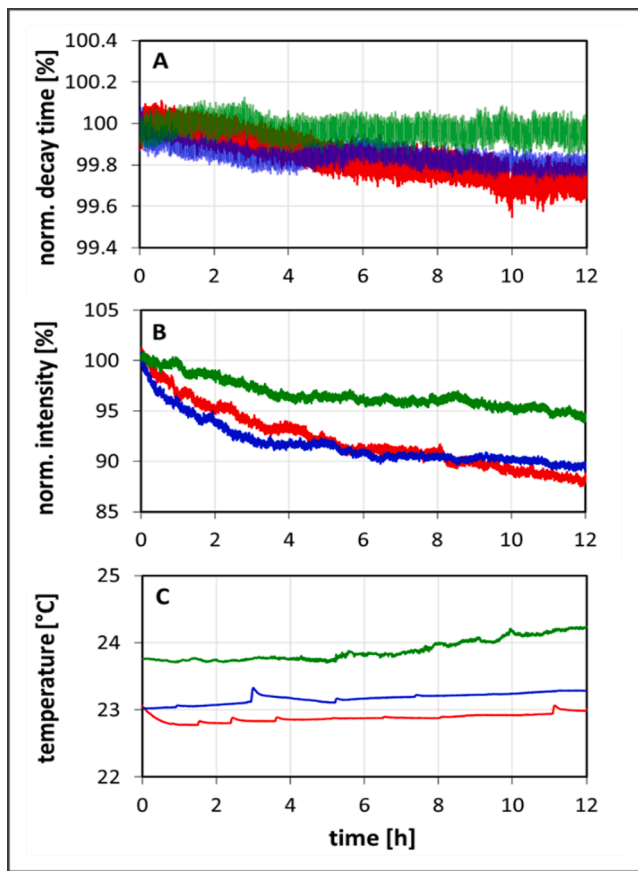 A
norm. decay time [%]
100.4
100.2
100
99.8
99.6
99.4
0 2 4 6 8 10 12
B
norm. intensity [%]
105
100
95
90
85
0 2 4 6 8 10 12
C
temperature [°C]
25
24
23
22
0 2 4 6 8 10 12
time [h]